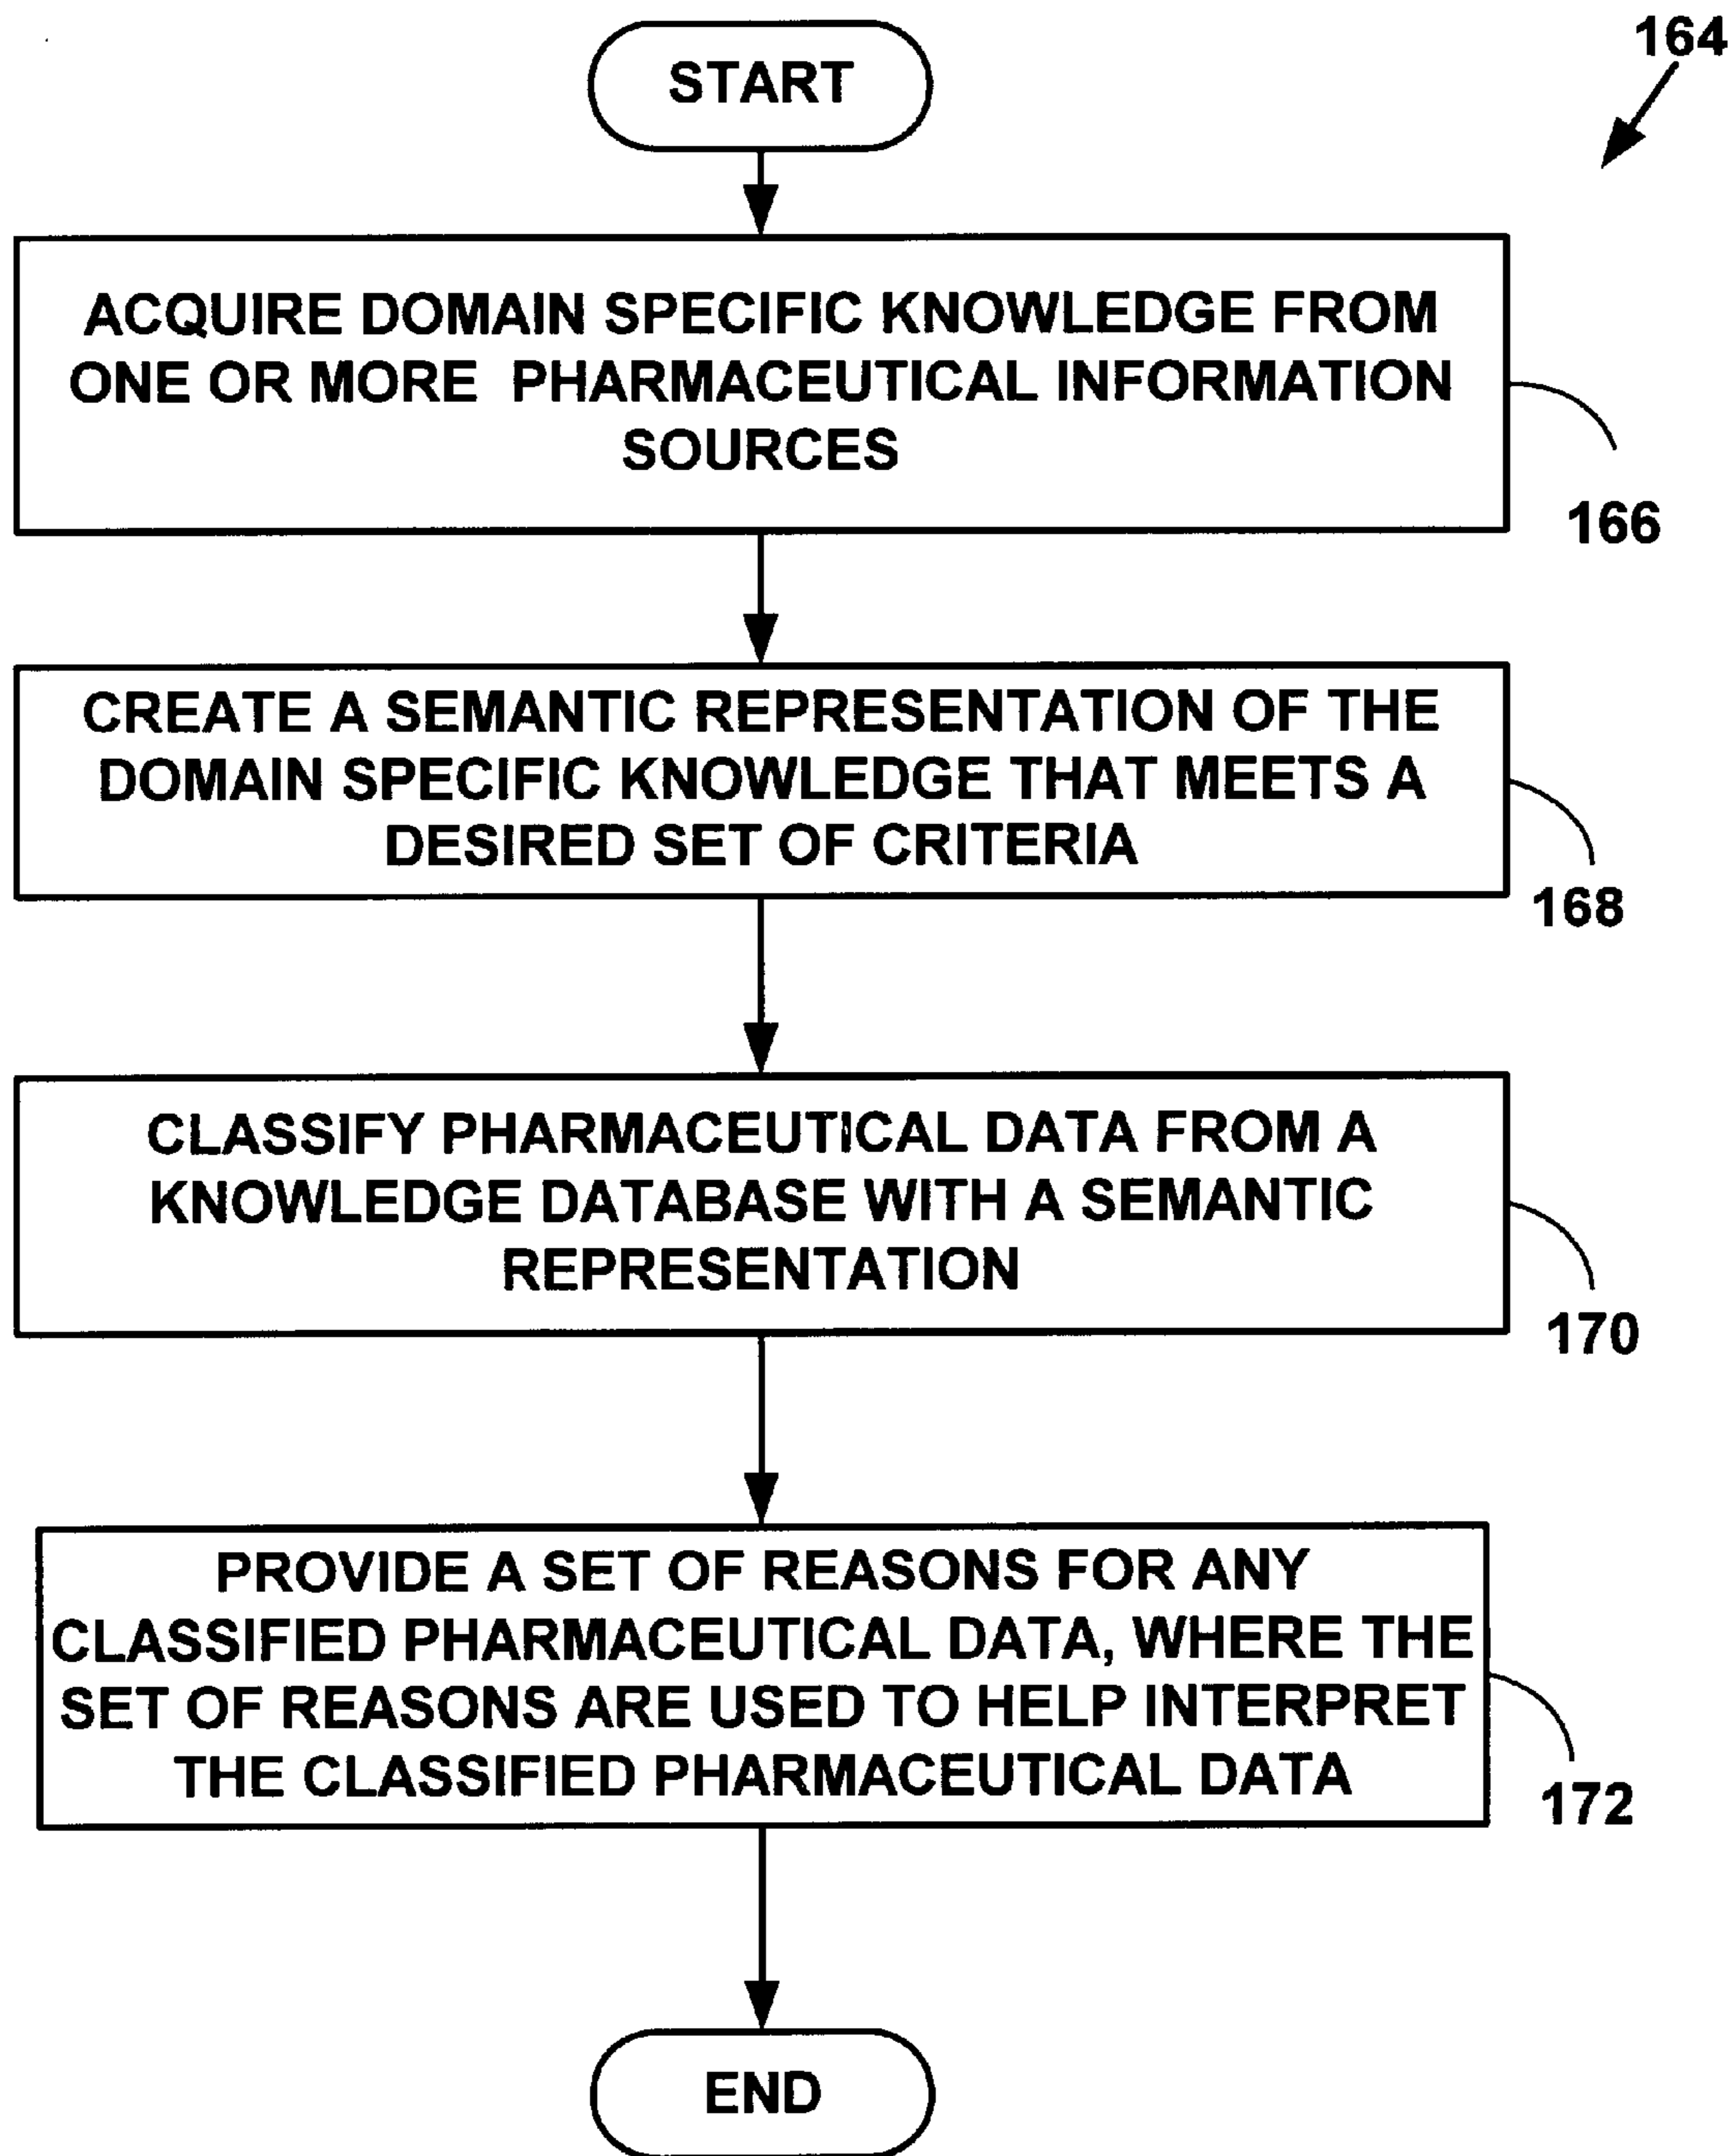 START
164
ACQUIRE DOMAIN SPECIFIC KNOWLEDGE FROM
ONE OR MORE PHARMACEUTICAL INFORMATION
SOURCES
166
CREATE A SEMANTIC REPRESENTATION OF THE
DOMAIN SPECIFIC KNOWLEDGE THAT MEETS A
DESIRED SET OF CRITERIA
168
CLASSIFY PHARMACEUTICAL DATA FROM A
KNOWLEDGE DATABASE WITH A SEMANTIC
REPRESENTATION
170
PROVIDE A SET OF REASONS FOR ANY
CLASSIFIED PHARMACEUTICAL DATA, WHERE THE
SET OF REASONS ARE USED TO HELP INTERPRET
THE CLASSIFIED PHARMACEUTICAL DATA
172
END